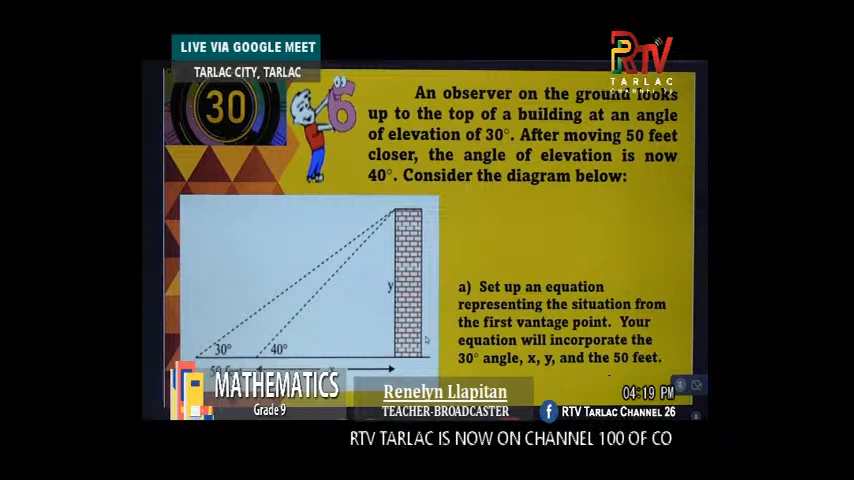 LIVE VIA GOOGLE MEET
TARLAC CITY, TARLAC
RTV
TARLAC
30
6
An observer on the ground looks
up to the top of a building at an angle
of elevation of 30°. After moving 50 feet
closer, the angle of elevation is now
40°. Consider the diagram below:
y
30°
40°
a) Set up an equation
representing the situation from
the first vantage point. Your
equation will incorporate the
30° angle, x, y, and the 50 feet.
04:19 PM
MATHEMATICS
Grade 9
Renelyn Llapitan
TEACHER-BROADCASTER
RTV TARLAC CHANNEL 26
RTV TARLAC IS NOW ON CHANNEL 100 OF CO